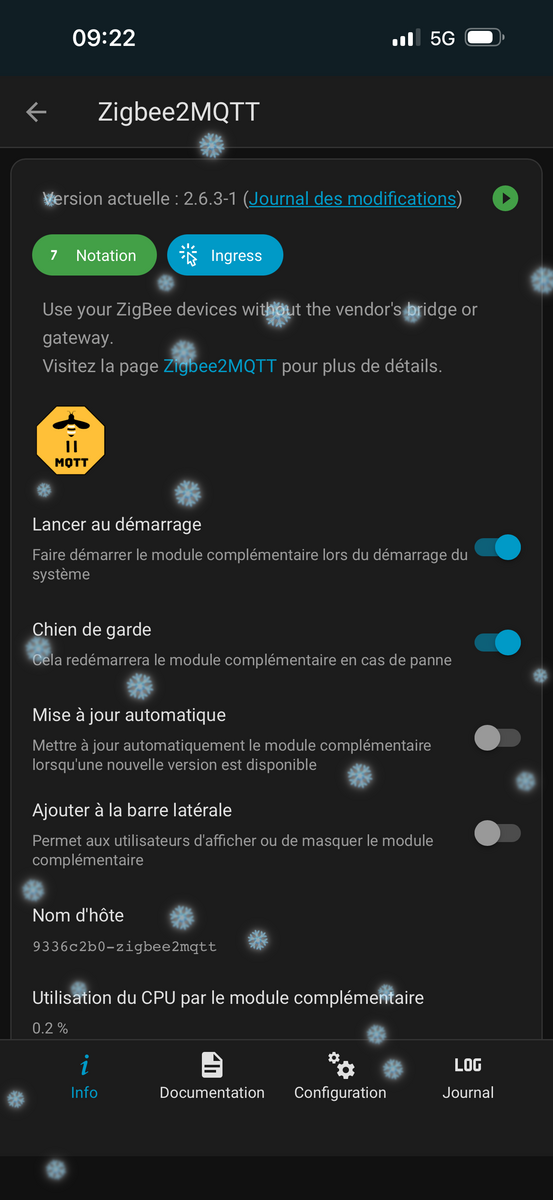 09:22
5G
Zigbee2MQTT
Version actuelle : 2.6.3-1 (Journal des modifications)
7 Notation
Ingress
Use your ZigBee devices without the vendor's bridge or
gateway.
Visitez la page Zigbee2MQTT pour plus de détails.
MQTT
Lancer au démarrage
Faire démarrer le module complémentaire lors du démarrage du
système
Chien de garde
Cela redémarrera le module complémentaire en cas de panne
Mise à jour automatique
Mettre à jour automatiquement le module complémentaire
lorsqu'une nouvelle version est disponible
Ajouter à la barre latérale
Permet aux utilisateurs d'afficher ou de masquer le module
complémentaire
Nom d'hôte
9336c2b0-zigbee2mqtt
Utilisation du CPU par le module complémentaire
0.2 %
LOG
Info
Documentation
Configuration
Journal